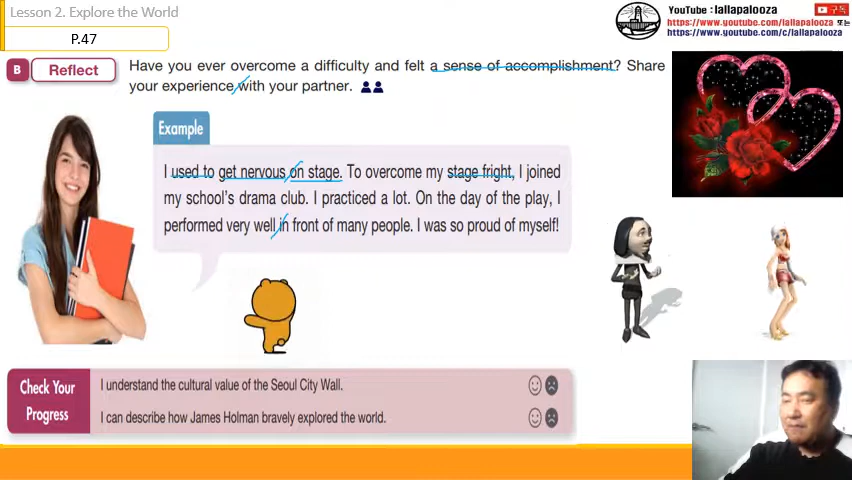 Lesson 2. Explore the World
P.47
YouTube : lallapalooza
구독
https://www.youtube.com/lallapalooza 또는
https://www.youtube.com/c/lallapalooza
B Reflect
Have you ever overcome a difficulty and felt a sense of accomplishment? Share
your experience with your partner.
Example
I used to get nervous on stage. To overcome my stage fright, I joined
my school's drama club. I practiced a lot. On the day of the play, I
performed very well in front of many people. I was so proud of myself!
Check Your
Progress
I understand the cultural value of the Seoul City Wall.
I can describe how James Holman bravely explored the world.